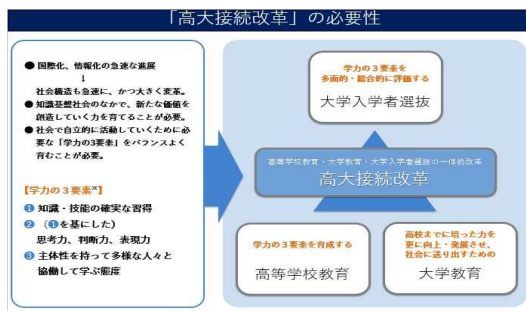 「高大接続改革」の必要性
● 国際化、情報化の急速な進展
↓
社会構造も急速に、かつ大きく変革。
● 知識基盤社会のなかで、新たな価値を
創造していく力を育てることが必要。
● 社会で自立的に活動していくために必
要な「学力の3要素」をバランスよく
育むことが必要。
【学力の3要素※】
❶ 知識・技能の確実な習得
❷ (❶を基にした)
思考力、判断力、表現力
❸ 主体性を持って多様な人々と
協働して学ぶ態度
学力の3要素を
多面的・総合的に評価する
大学入学者選抜
高等学校教育・大学教育・大学入学者選抜の一体的改革
高大接続改革
学力の3要素を育成する
高等学校教育
高校までに培った力を
更に向上・発展させ、
社会に送り出すための
大学教育